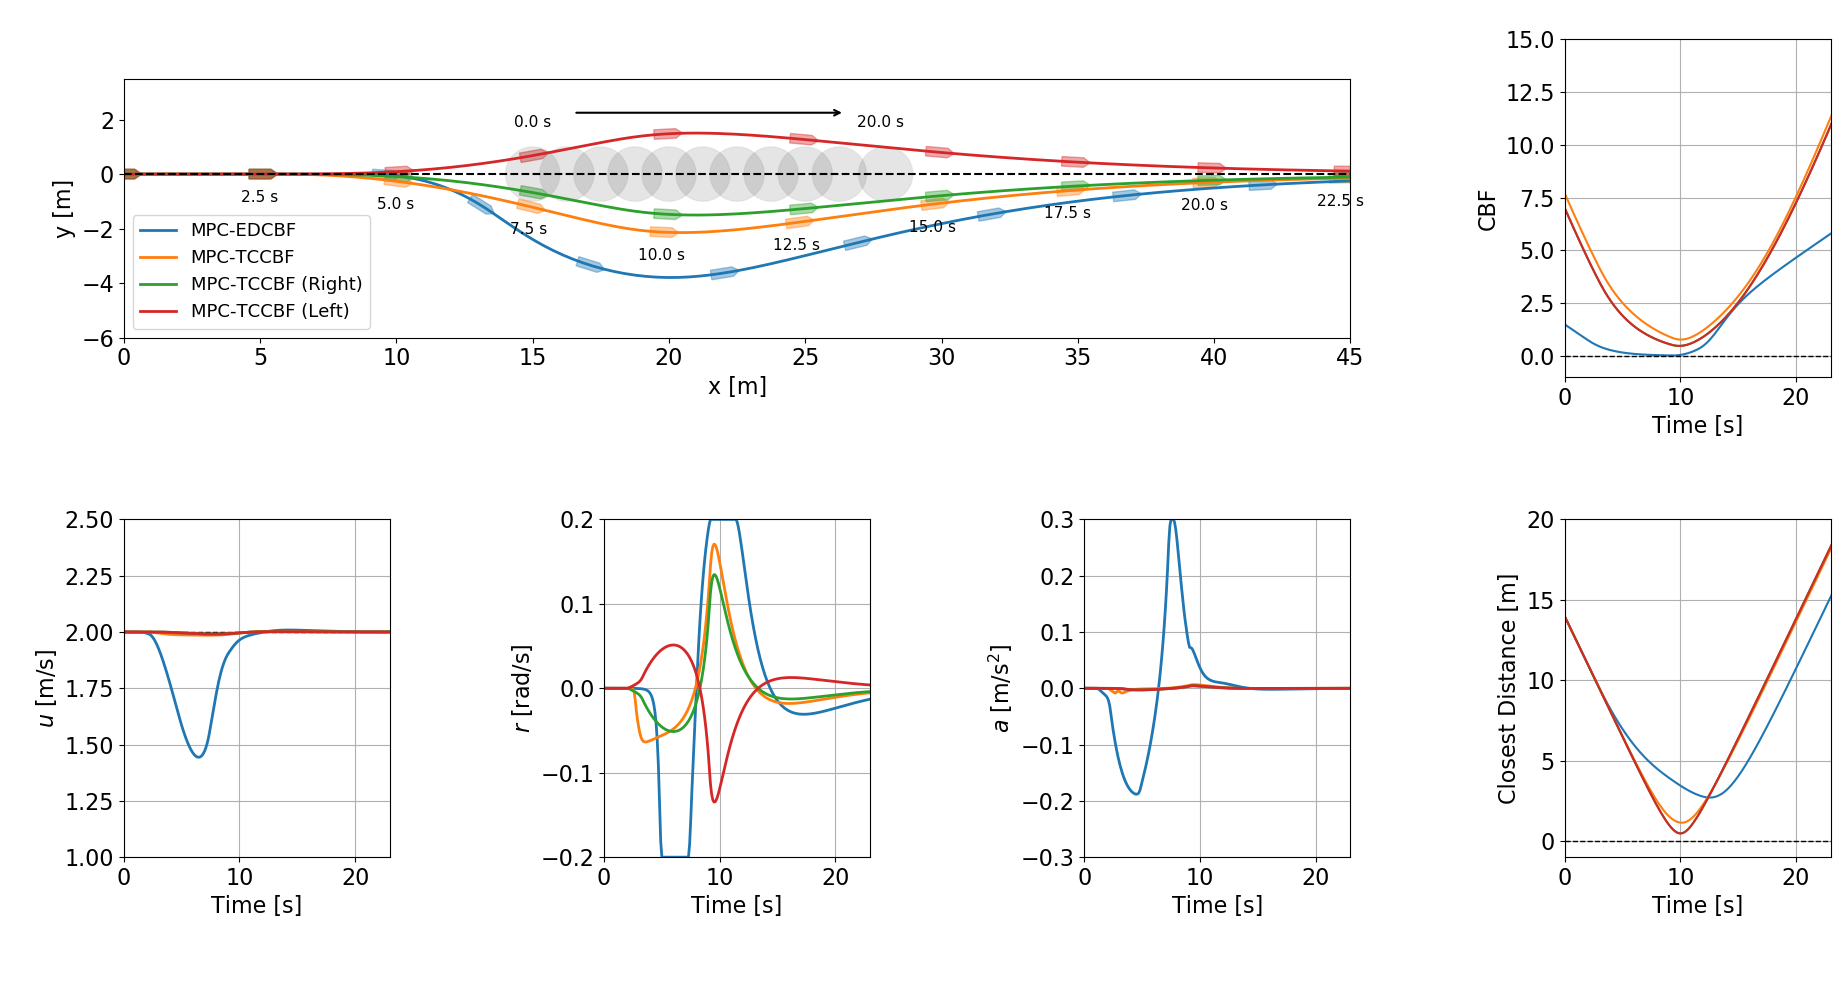 0.0 s
20.0 s
2.5 s
5.0 s
7.5 s
10.0 s
12.5 s
15.0 s
17.5 s
20.0 s
22.5 s
MPC-EDCBF
MPC-TCCBF
MPC-TCCBF (Right)
MPC-TCCBF (Left)
2
0
−2
−4
−6
y [m]
0 5 10 15 20 25 30 35 40 45
x [m]
15.0
12.5
10.0
7.5
5.0
2.5
0.0
CBF
0 10 20
Time [s]
2.50
2.25
2.00
1.75
1.50
1.25
1.00
u [m/s]
0 10 20
Time [s]
0.2
0.1
0.0
−0.1
−0.2
r [rad/s]
0 10 20
Time [s]
0.3
0.2
0.1
0.0
−0.1
−0.2
−0.3
a [m/s²]
0 10 20
Time [s]
20
15
10
5
0
Closest Distance [m]
0 10 20
Time [s]